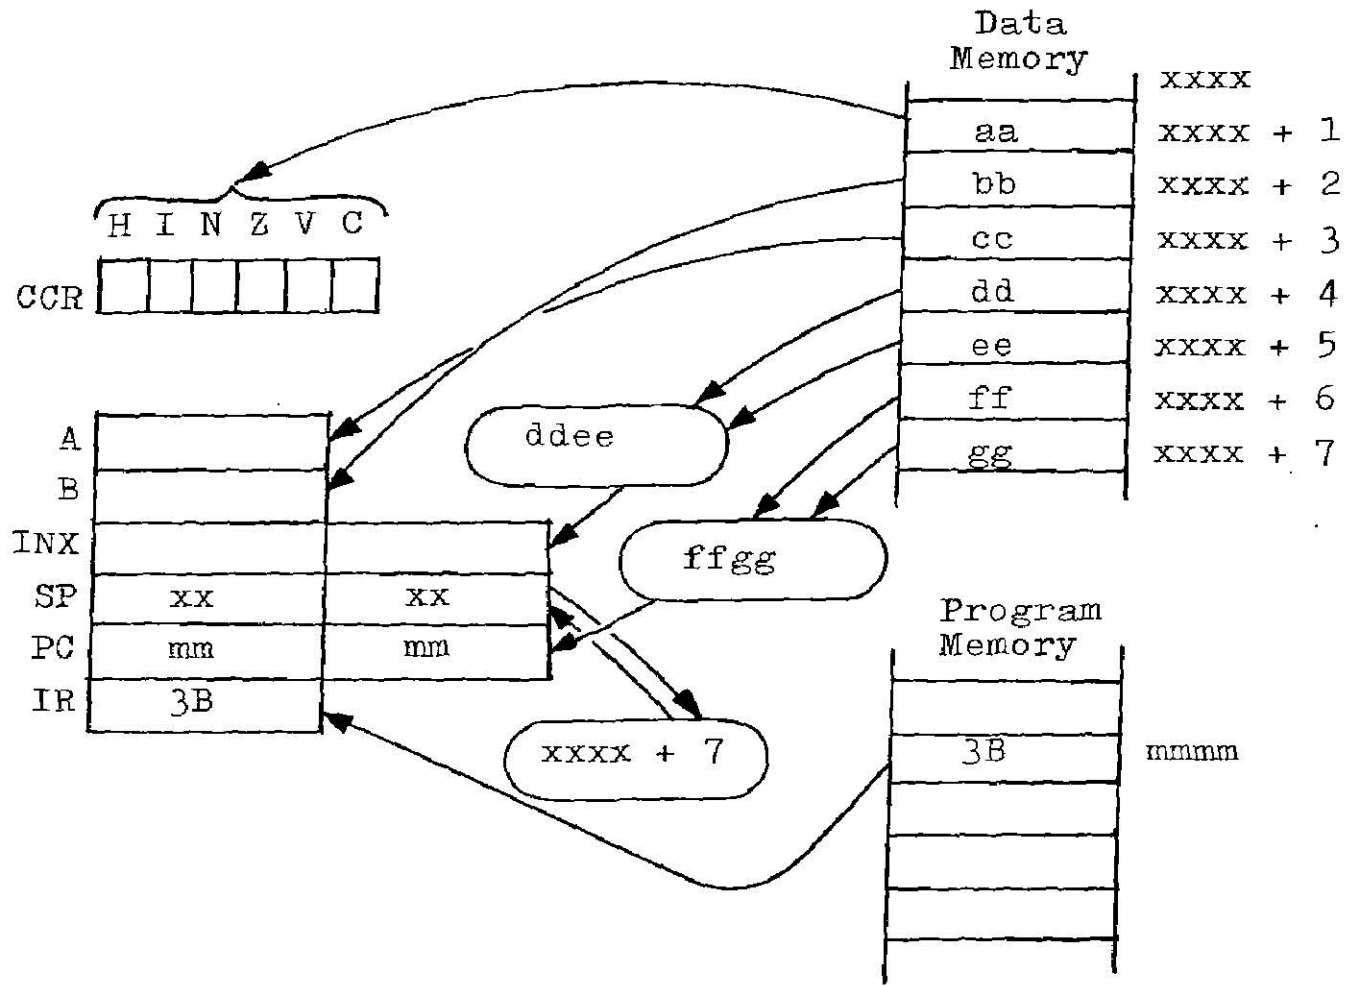 Data
Memory
xxxx
aa xxxx + 1
bb xxxx + 2
cc xxxx + 3
dd xxxx + 4
ee xxxx + 5
ff xxxx + 6
gg xxxx + 7
H I N Z V C
CCR
A
B
INX
SP xx xx
PC mm mm
IR 3B
ddee
ffgg
xxxx + 7
Program
Memory
3B mmmm